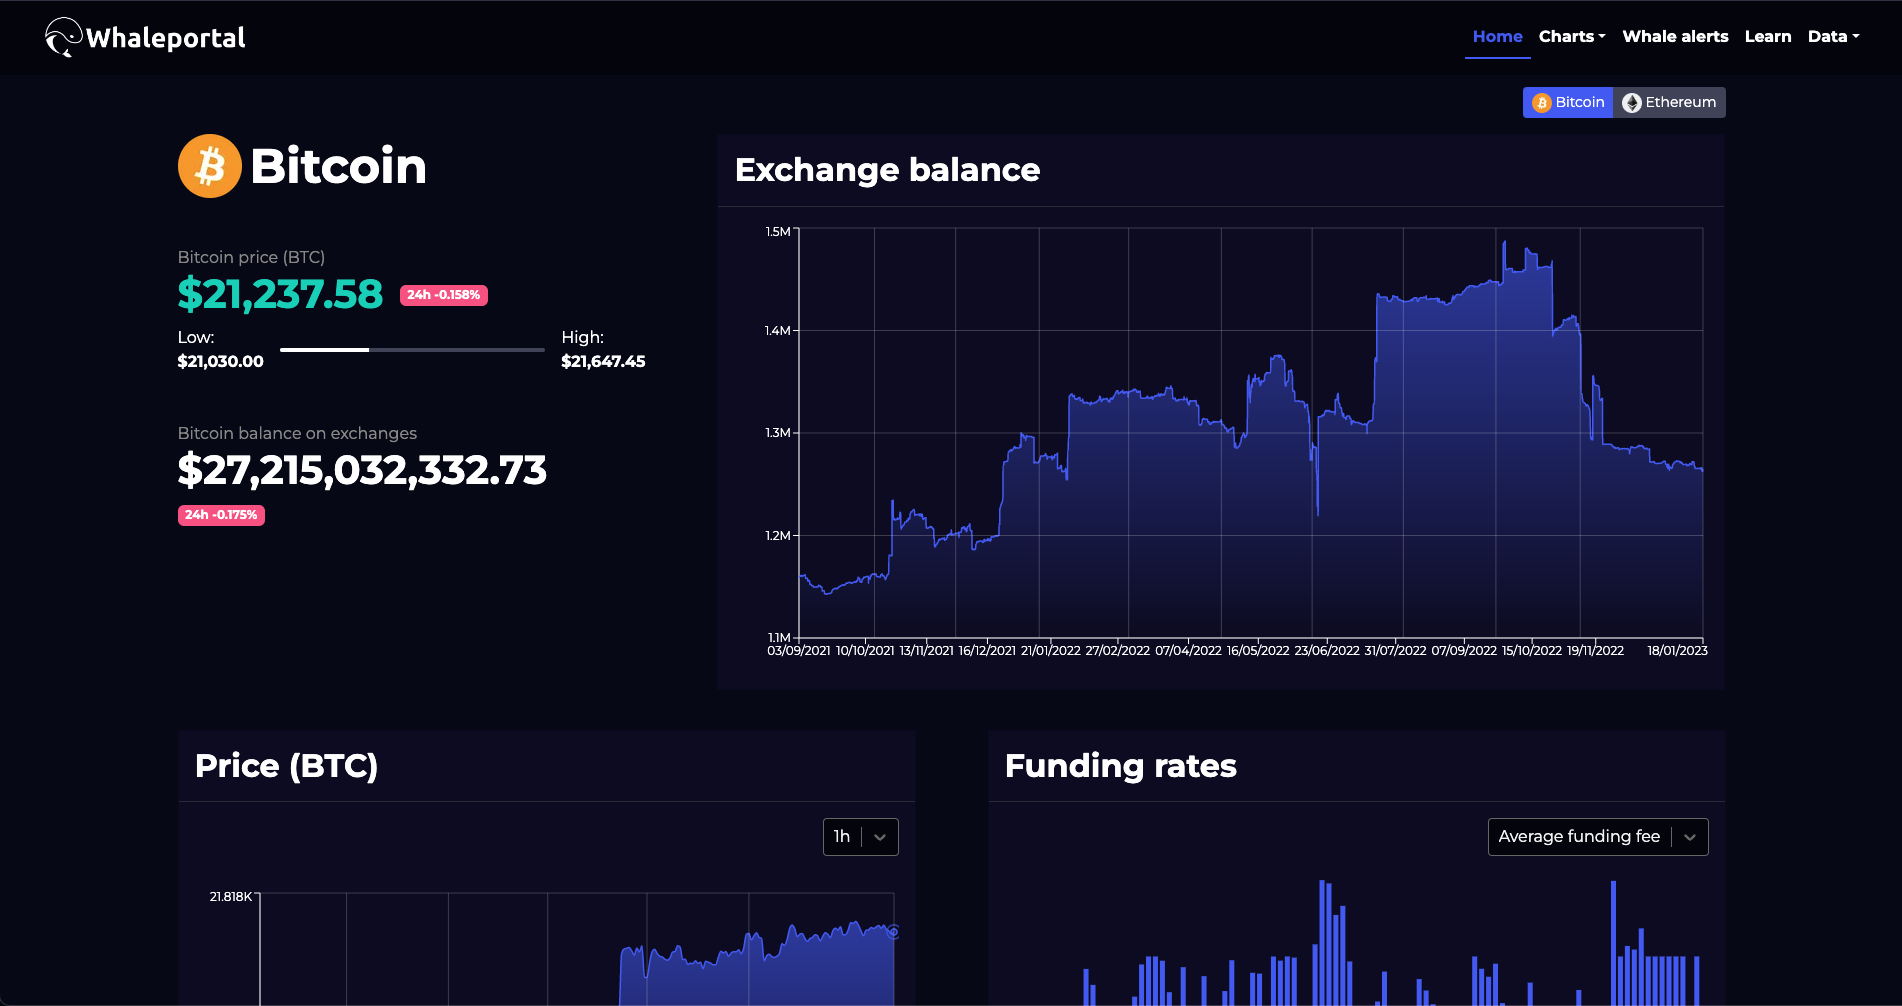 Whaleportal
Home Charts Whale alerts Learn Data
Bitcoin Ethereum
Bitcoin
Bitcoin price (BTC)
$21,237.58 24h -0.158%
Low: High:
$21,030.00 $21,647.45
Bitcoin balance on exchanges
$27,215,032,332.73
24h -0.175%
Exchange balance
1.5M
1.4M
1.3M
1.2M
1.1M
03/09/2021 10/10/2021 13/11/2021 16/12/2021 21/01/2022 27/02/2022 07/04/2022 16/05/2022 23/06/2022 31/07/2022 07/09/2022 15/10/2022 19/11/2022 18/01/2023
Price (BTC)
1h
21.818K
Funding rates
Average funding fee